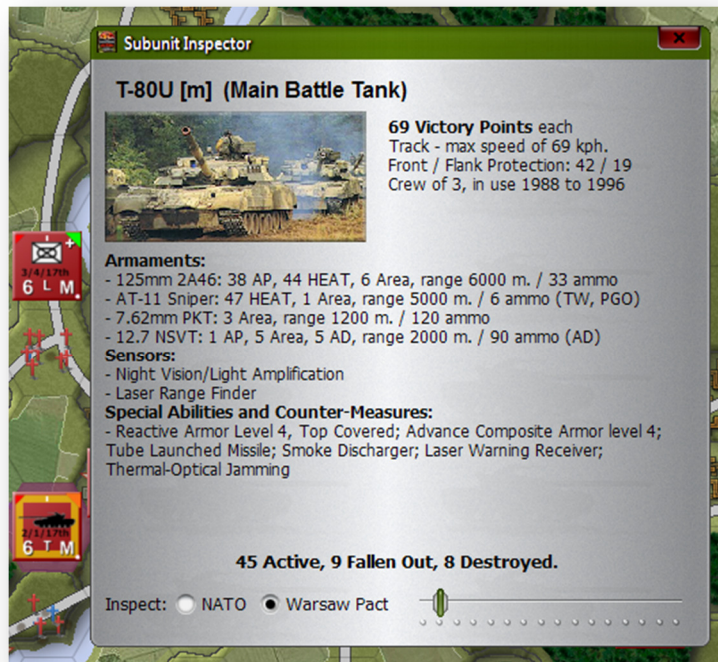 Subunit Inspector
T-80U [m] (Main Battle Tank)
69 Victory Points each
Track - max speed of 69 kph.
Front / Flank Protection: 42 / 19
Crew of 3, in use 1988 to 1996
3/4/17th
6 L M
Armaments:
- 125mm 2A46: 38 AP, 44 HEAT, 6 Area, range 6000 m. / 33 ammo
- AT-11 Sniper: 47 HEAT, 1 Area, range 5000 m. / 6 ammo (TW, PGO)
- 7.62mm PKT: 3 Area, range 1200 m. / 120 ammo
- 12.7 NSVT: 1 AP, 5 Area, 5 AD, range 2000 m. / 90 ammo (AD)
Sensors:
- Night Vision/Light Amplification
- Laser Range Finder
Special Abilities and Counter-Measures:
- Reactive Armor Level 4, Top Covered; Advance Composite Armor level 4;
Tube Launched Missile; Smoke Discharger; Laser Warning Receiver;
Thermal-Optical Jamming
2/1/17th
6 T M
45 Active, 9 Fallen Out, 8 Destroyed.
Inspect: NATO Warsaw Pact